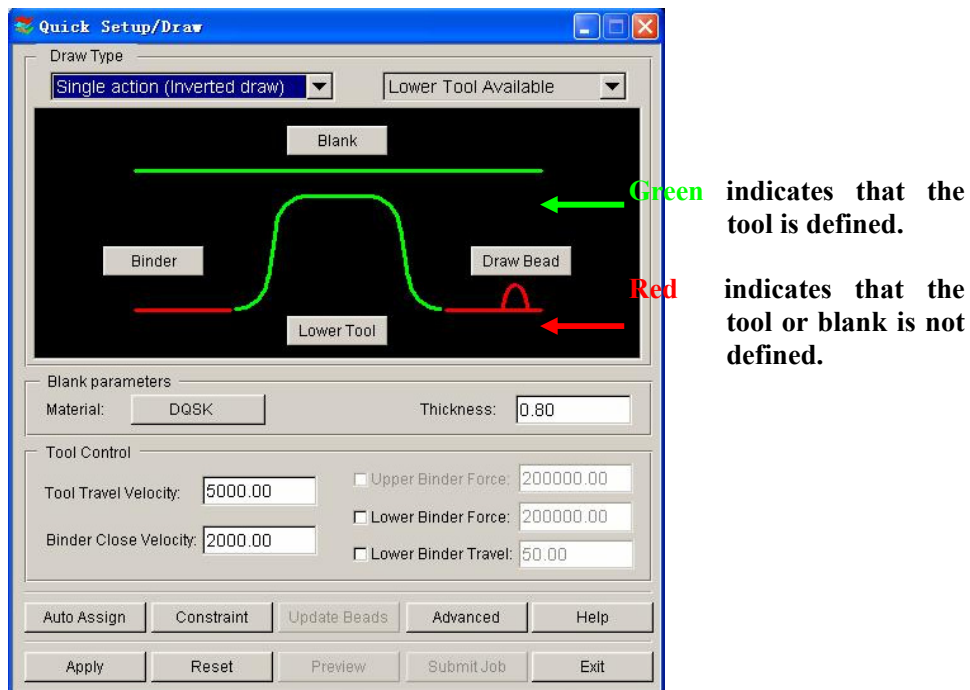 Quick Setup/Draw
Draw Type
Single action (Inverted draw)
Lower Tool Available
Blank
Binder
Draw Bead
Lower Tool
Green indicates that the
tool is defined.
Red indicates that the
tool or blank is not
defined.
Blank parameters
Material:
DQSK
Thickness:
0.80
Tool Control
Tool Travel Velocity:
5000.00
Upper Binder Force:
200000.00
Lower Binder Force:
200000.00
Binder Close Velocity:
2000.00
Lower Binder Travel:
50.00
Auto Assign
Constraint
Update Beads
Advanced
Help
Apply
Reset
Preview
Submit Job
Exit